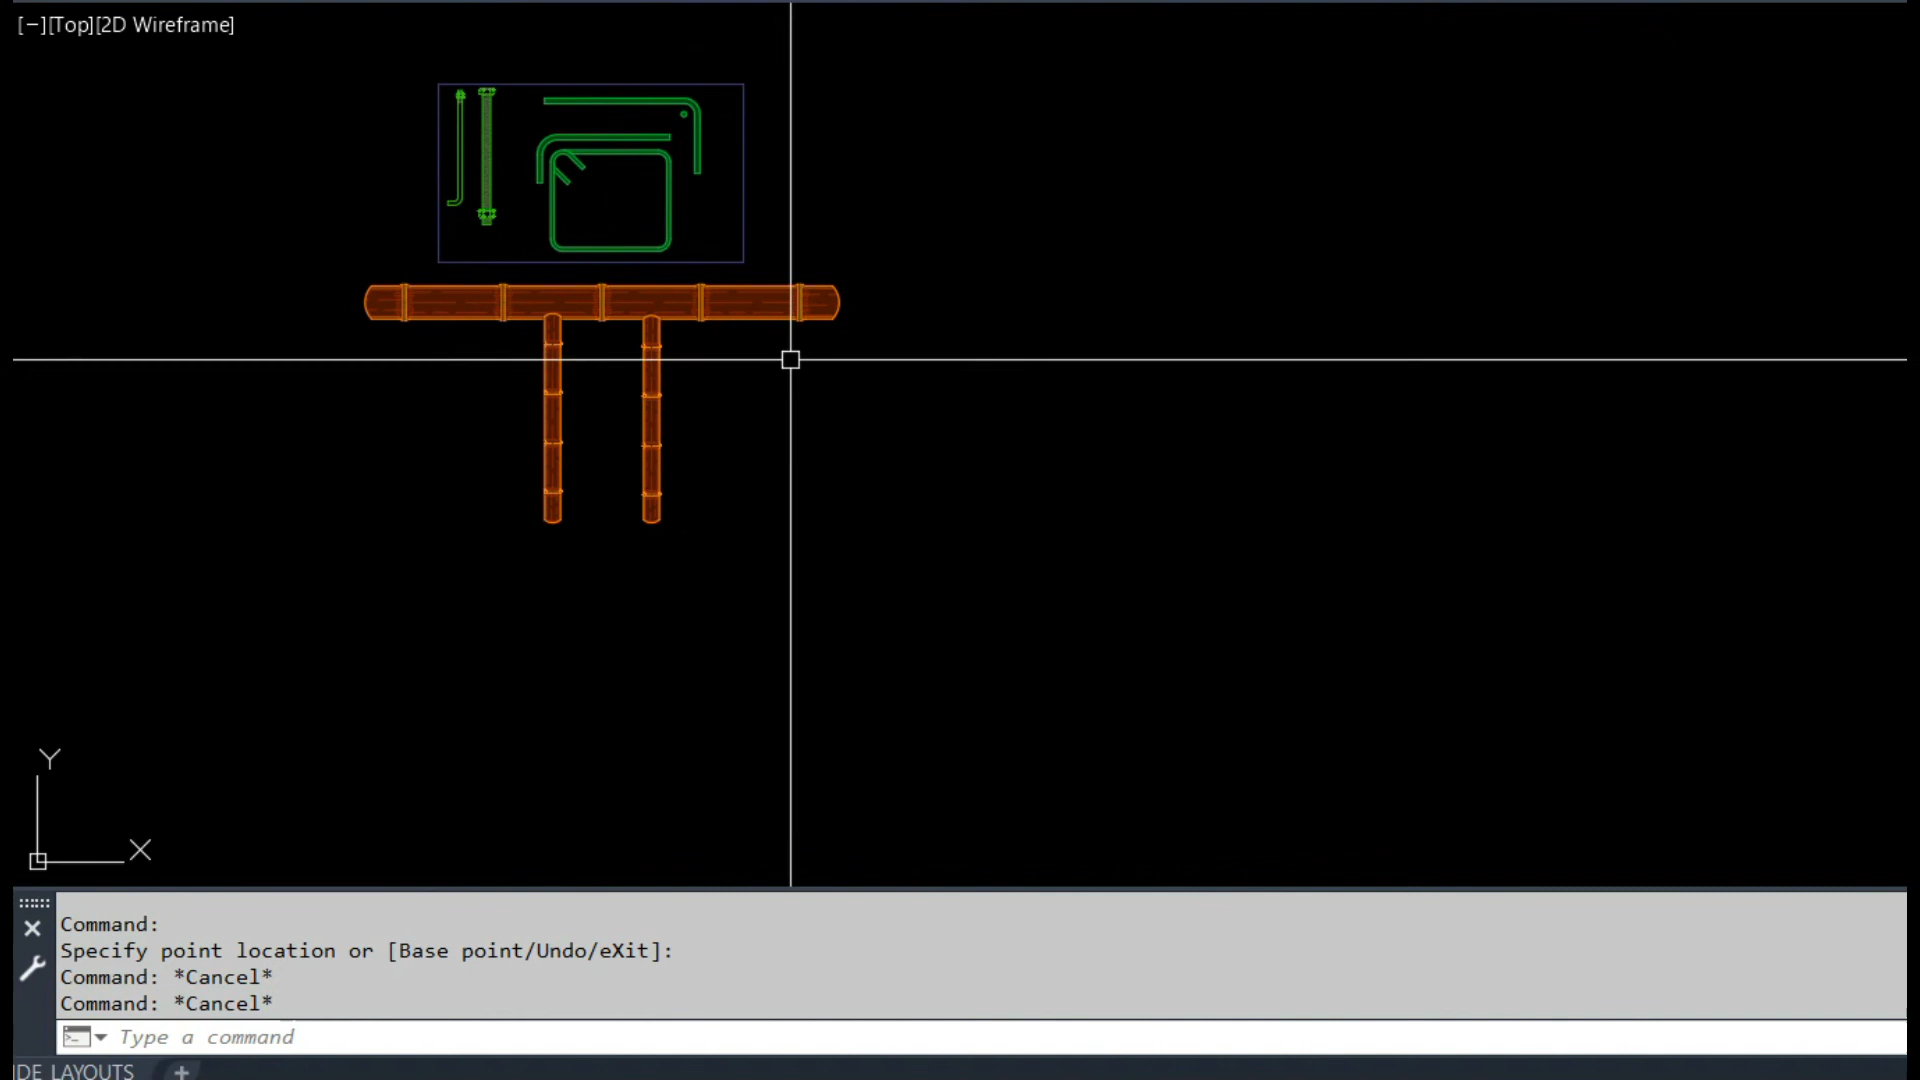 [−][Top][2D Wireframe]
Y
X
Command:
Specify point location or [Base point/Undo/eXit]:
Command: *Cancel*
Command: *Cancel*
Type a command
IDE LAYOUTS +